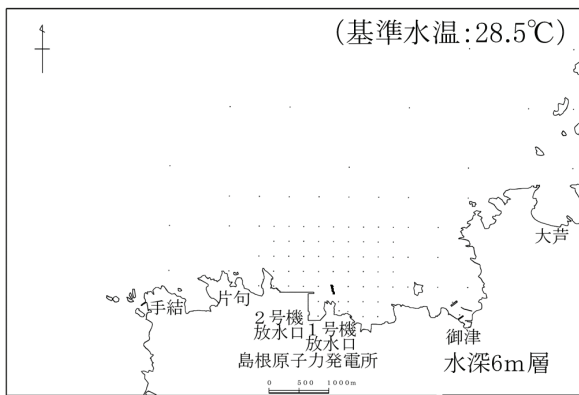 (基準水温:28.5℃)
大芦
手結
片句
2号機
放水口
1号機
放水口
御津
島根原子力発電所
水深6m層
0 500 1000m